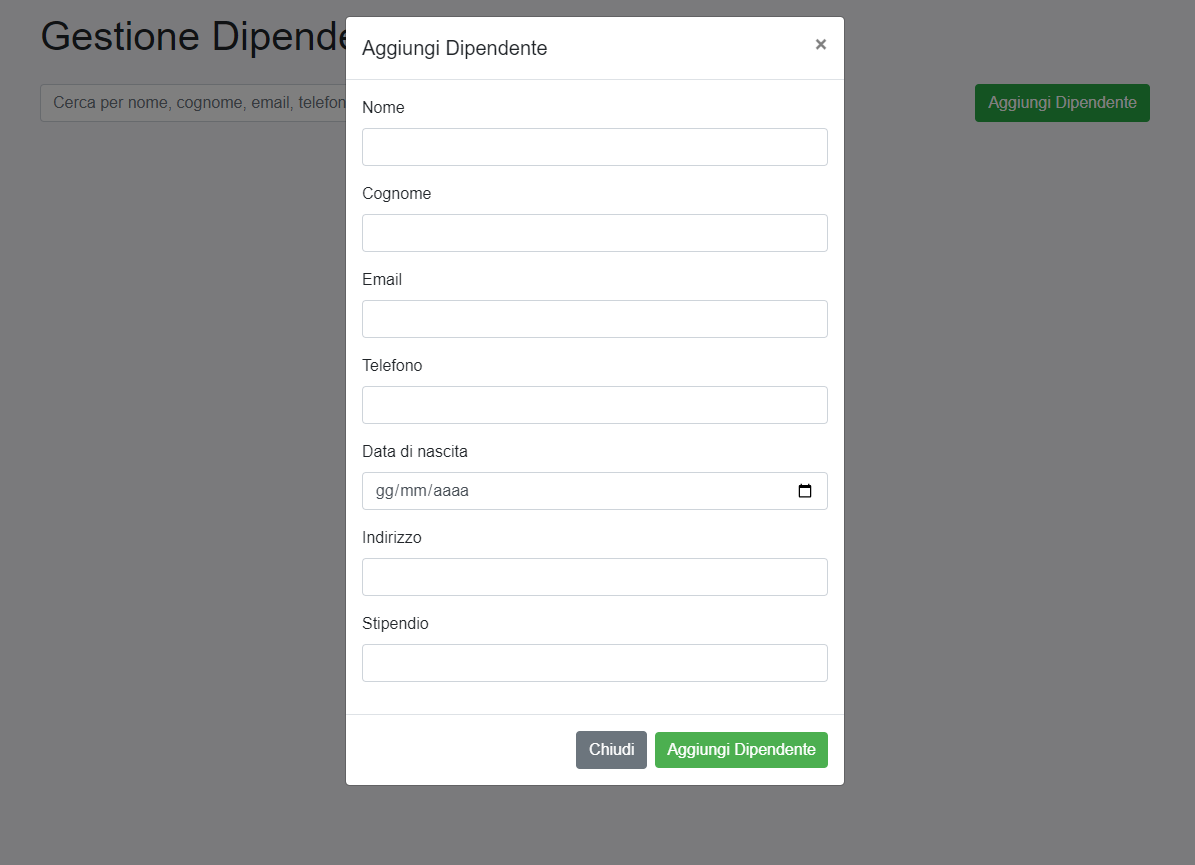 Gestione Dipende
Cerca per nome, cognome, email, telefon
Aggiungi Dipendente
Aggiungi Dipendente
×
Nome
Cognome
Email
Telefono
Data di nascita
gg/mm/aaaa
Indirizzo
Stipendio
Chiudi
Aggiungi Dipendente